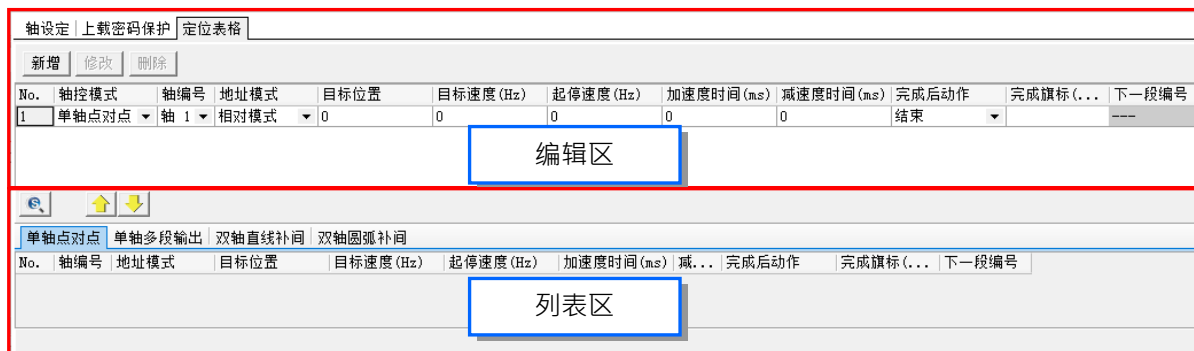 轴设定 上载密码保护 定位表格
新增 修改 删除
No. 轴控模式 轴编号 地址模式 目标位置 目标速度(Hz) 起停速度(Hz) 加速度时间(ms) 减速度时间(ms) 完成后动作 完成旗标(... 下一段编号
1 单轴点对点 轴 1 相对模式 0 0 0 0 0 结束 ---
编辑区
单轴点对点 单轴多段输出 双轴直线补间 双轴圆弧补间
No. 轴编号 地址模式 目标位置 目标速度(Hz) 起停速度(Hz) 加速度时间(ms) 减... 完成后动作 完成旗标(... 下一段编号
列表区